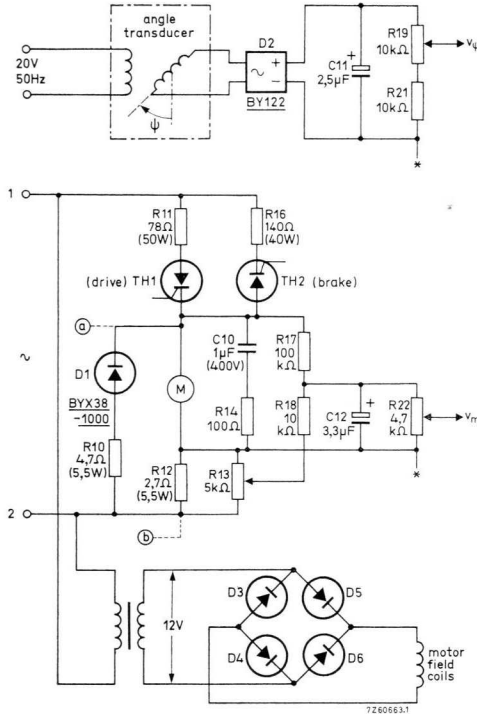 angle
transducer
20V
50Hz
ψ
D2
~
+
−
BY122
+
C11
2,5µF
R19
10kΩ
R21
10kΩ
vψ
*
1
R11
78Ω
(50W)
R16
140Ω
(40W)
(drive) TH1
TH2 (brake)
a
D1
BYX38
-1000
R10
4,7Ω
(5,5W)
M
C10
1µF
(400V)
R14
100Ω
R17
100
kΩ
R18
10
kΩ
+
C12
3,3µF
R22
4,7
kΩ
vm
*
~
R12
2,7Ω
(5,5W)
R13
5kΩ
2
b
12V
D3
D5
D4
D6
motor
field
coils
7Z60663.1